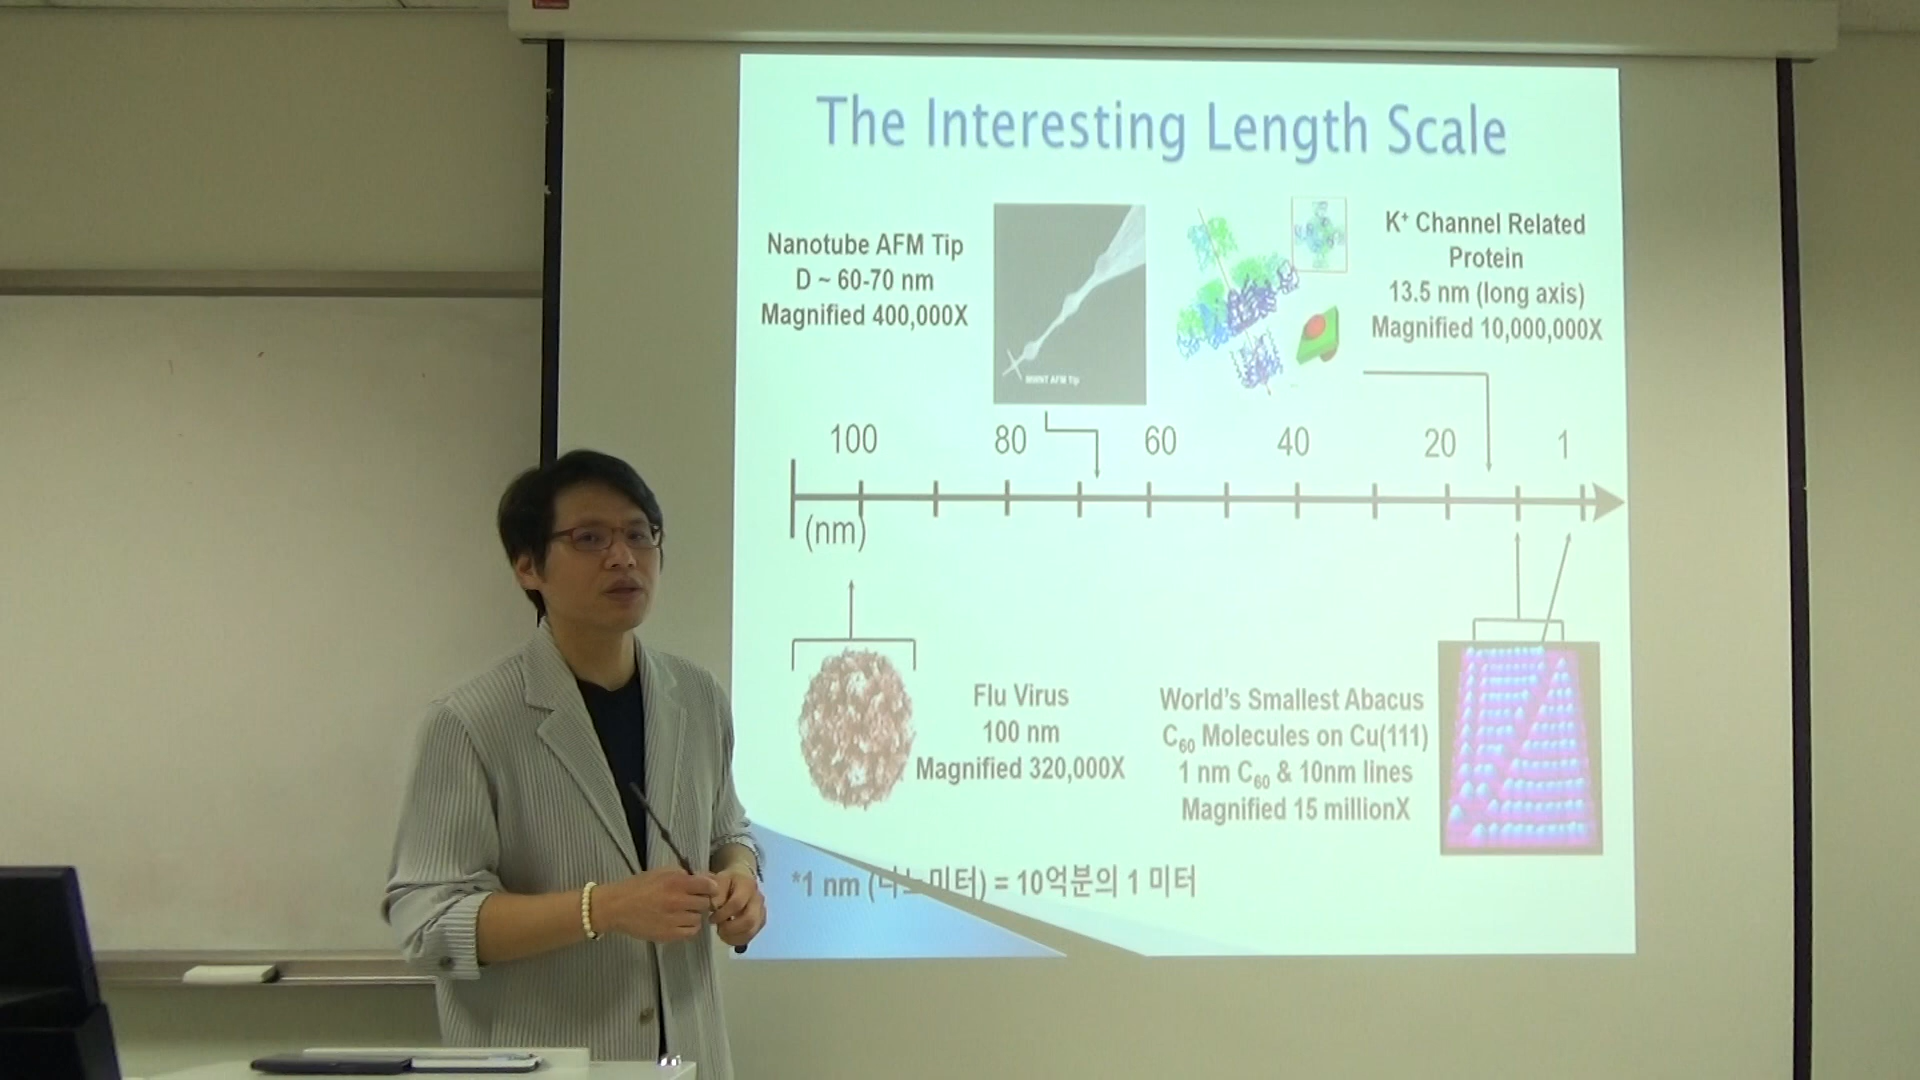 The Interesting Length Scale
Nanotube AFM Tip
D ~ 60-70 nm
Magnified 400,000X
MWNT AFM Tip
K⁺ Channel Related
Protein
13.5 nm (long axis)
Magnified 10,000,000X
100 80 60 40 20 1
(nm)
Flu Virus
100 nm
Magnified 320,000X
World's Smallest Abacus
C₆₀ Molecules on Cu(111)
1 nm C₆₀ & 10nm lines
Magnified 15 millionX
*1 nm (나노미터) = 10억분의 1 미터